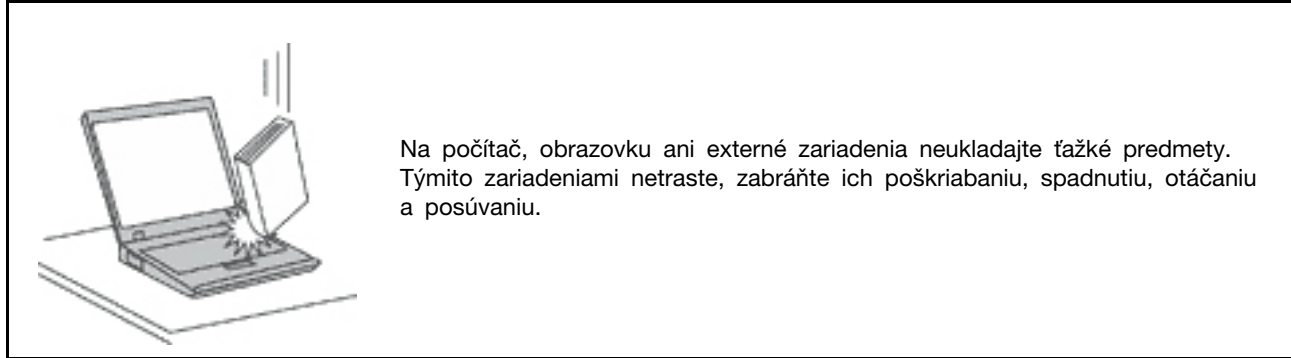 Na počítač, obrazovku ani externé zariadenia neukladajte ťažké predmety.
Týmito zariadeniami netraste, zabráňte ich poškriabaniu, spadnutiu, otáčaniu
a posúvaniu.